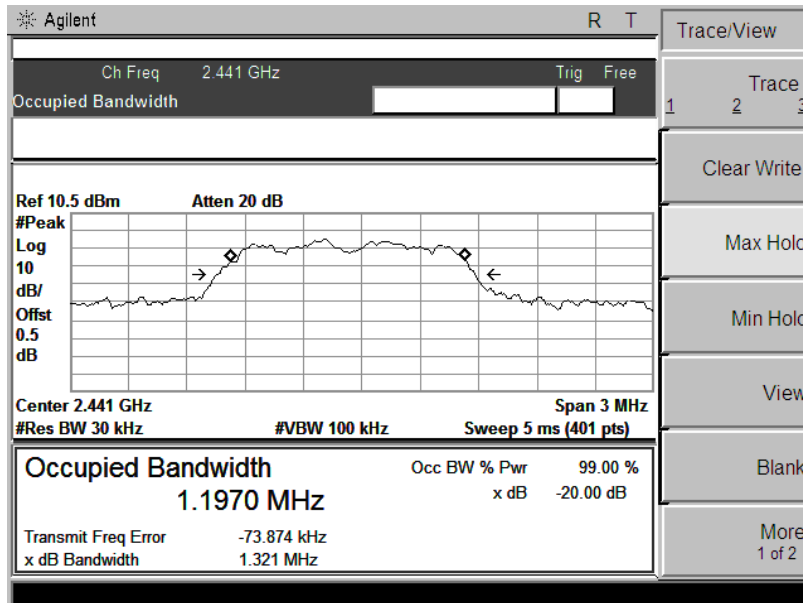 Agilent R T
Trace/View
Ch Freq 2.441 GHz Trig Free
Occupied Bandwidth
Trace
1 2 3
Clear Write
Max Hold
Min Hold
View
Blank
More
1 of 2
Ref 10.5 dBm Atten 20 dB
#Peak
Log
10
dB/
Offst
0.5
dB
Center 2.441 GHz Span 3 MHz
#Res BW 30 kHz #VBW 100 kHz Sweep 5 ms (401 pts)
Occupied Bandwidth Occ BW % Pwr 99.00 %
1.1970 MHz x dB -20.00 dB
Transmit Freq Error -73.874 kHz
x dB Bandwidth 1.321 MHz